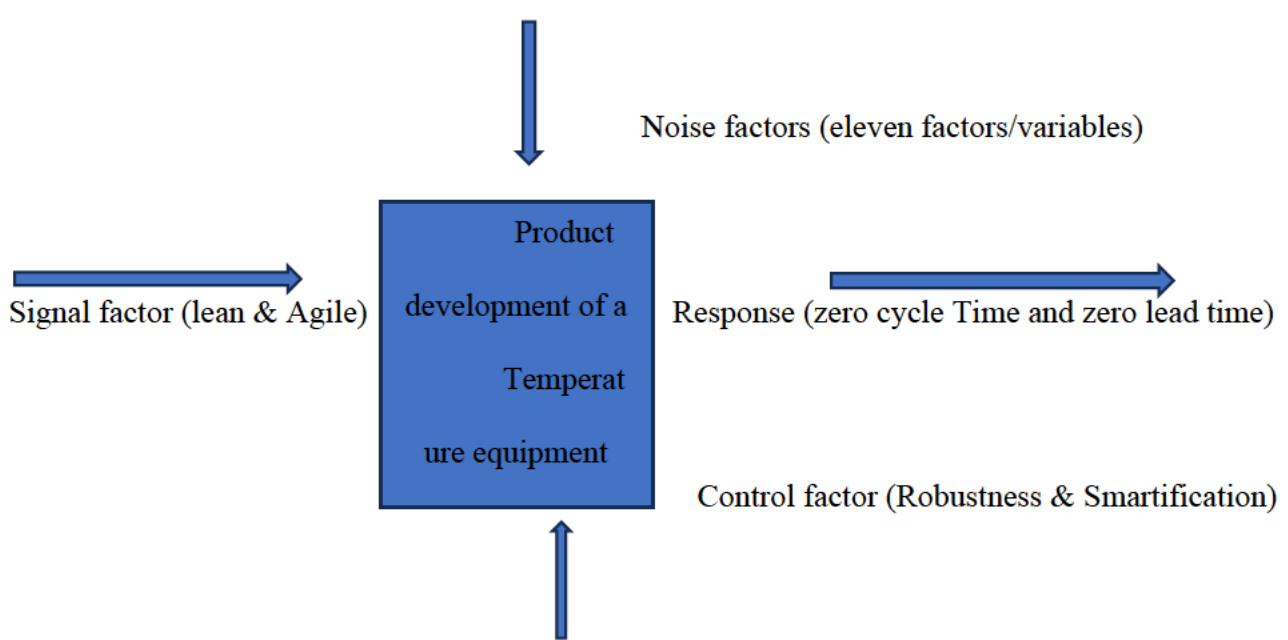 Noise factors (eleven factors/variables)
Product
development of a
Temperat
ure equipment
Signal factor (lean & Agile)
Response (zero cycle Time and zero lead time)
Control factor (Robustness & Smartification)